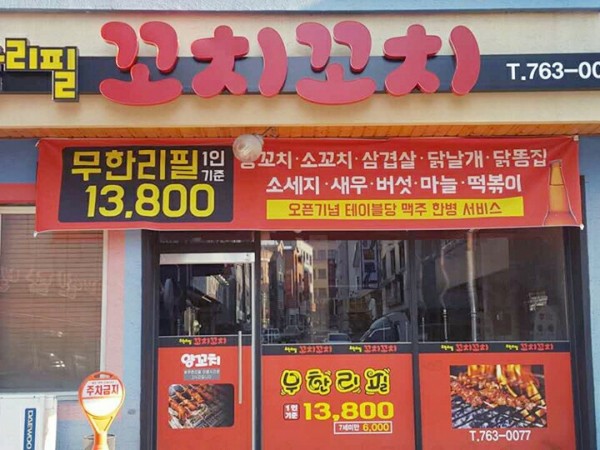 리필 꼬치꼬치 T.763-00
무한리필 1인 기준 13,800
양꼬치·소꼬치·삼겹살·닭날개·닭똥집
소세지·새우·버섯·마늘·떡볶이
오픈기념 테이블당 맥주 한병 서비스
꼬치꼬치
꼬치꼬치
꼬치꼬치
양꼬치
무한리필
1인 기준 13,800
7세미만 6,000
T.763-0077
주차금지
DAEWOO